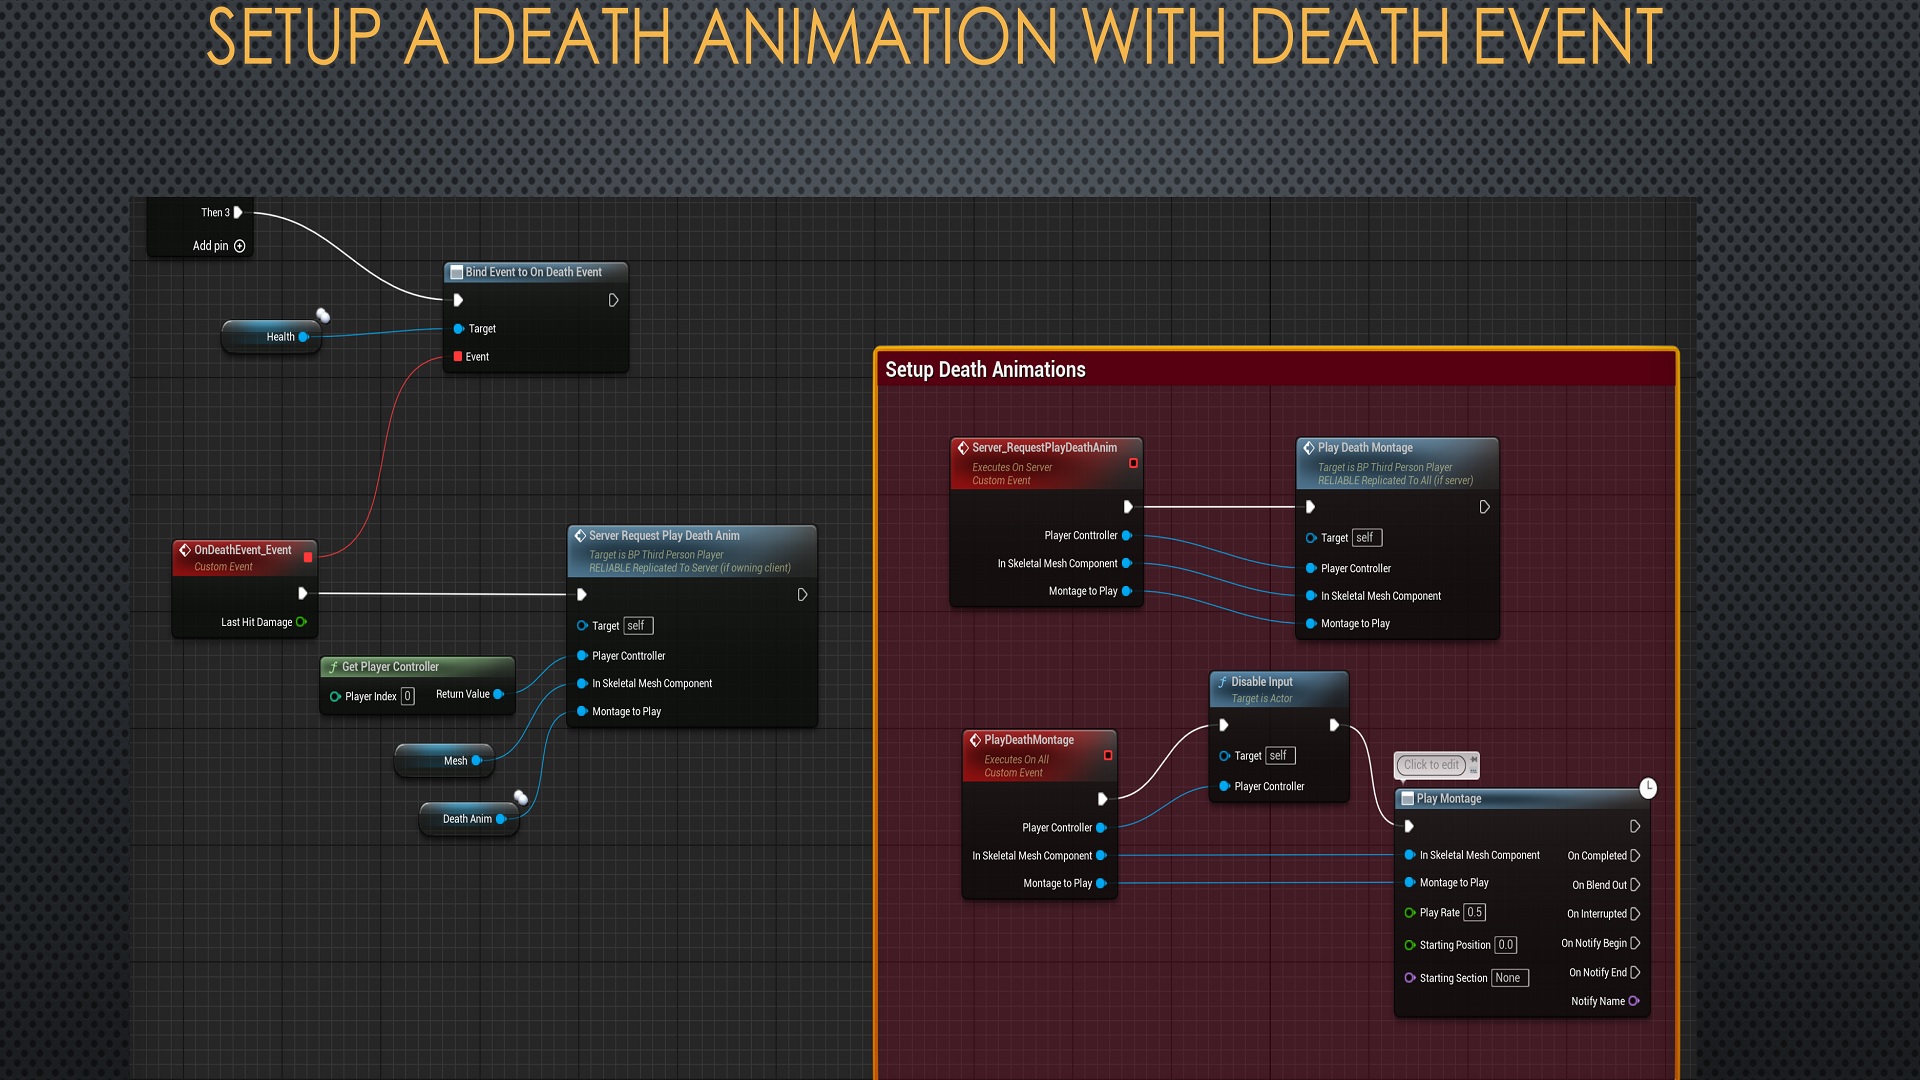 SETUP A DEATH ANIMATION WITH DEATH EVENT
Then 3
Add pin
Bind Event to On Death Event
Target
Event
Health
OnDeathEvent_Event
Custom Event
Last Hit Damage
Get Player Controller
Player Index 0
Return Value
Mesh
Death Anim
Server Request Play Death Anim
Target is BP Third Person Player
RELIABLE Replicated To Server (if owning client)
Target self
Player Conttroller
In Skeletal Mesh Component
Montage to Play
Setup Death Animations
Server_RequestPlayDeathAnim
Executes On Server
Custom Event
Player Conttroller
In Skeletal Mesh Component
Montage to Play
Play Death Montage
Target is BP Third Person Player
RELIABLE Replicated To All (if server)
Target self
Player Controller
In Skeletal Mesh Component
Montage to Play
PlayDeathMontage
Executes On All
Custom Event
Player Controller
In Skeletal Mesh Component
Montage to Play
Disable Input
Target is Actor
Target self
Player Controller
Click to edit
Play Montage
In Skeletal Mesh Component
Montage to Play
Play Rate 0.5
Starting Position 0.0
Starting Section None
On Completed
On Blend Out
On Interrupted
On Notify Begin
On Notify End
Notify Name